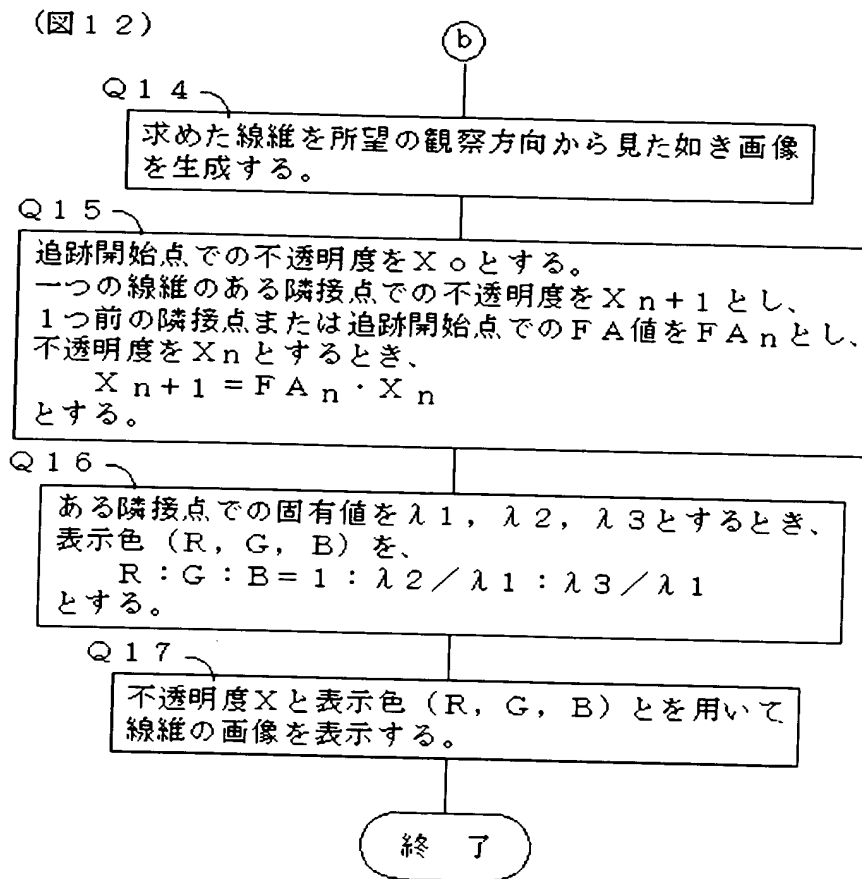 (図12)
b
Q14
求めた線維を所望の観察方向から見た如き画像
を生成する。
Q15
追跡開始点での不透明度をXoとする。
一つの線維のある隣接点での不透明度をXn+1とし、
1つ前の隣接点または追跡開始点でのFA値をFAnとし、
不透明度をXnとするとき、
Xn+1=FAn・Xn
とする。
Q16
ある隣接点での固有値をλ1,λ2,λ3とするとき、
表示色(R,G,B)を、
R:G:B=1:λ2/λ1:λ3/λ1
とする。
Q17
不透明度Xと表示色(R,G,B)とを用いて
線維の画像を表示する。
終 了